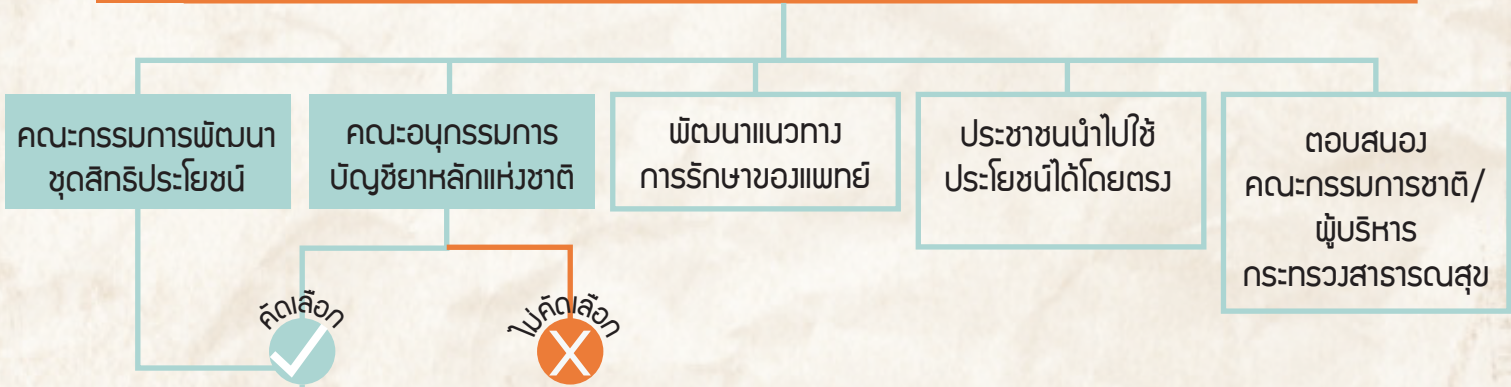 คณะกรรมการพัฒนา
ชุดสิทธิประโยชน์
คณะอนุกรรมการ
บัญชียาหลักแห่งชาติ
พัฒนาแนวทาง
การรักษาของแพทย์
ประชาชนนำไปใช้
ประโยชน์ได้โดยตรง
ตอบสนอง
คณะกรรมการชาติ/
ผู้บริหาร
กระทรวงสาธารณสุข
คัดเลือก
ไม่คัดเลือก
X